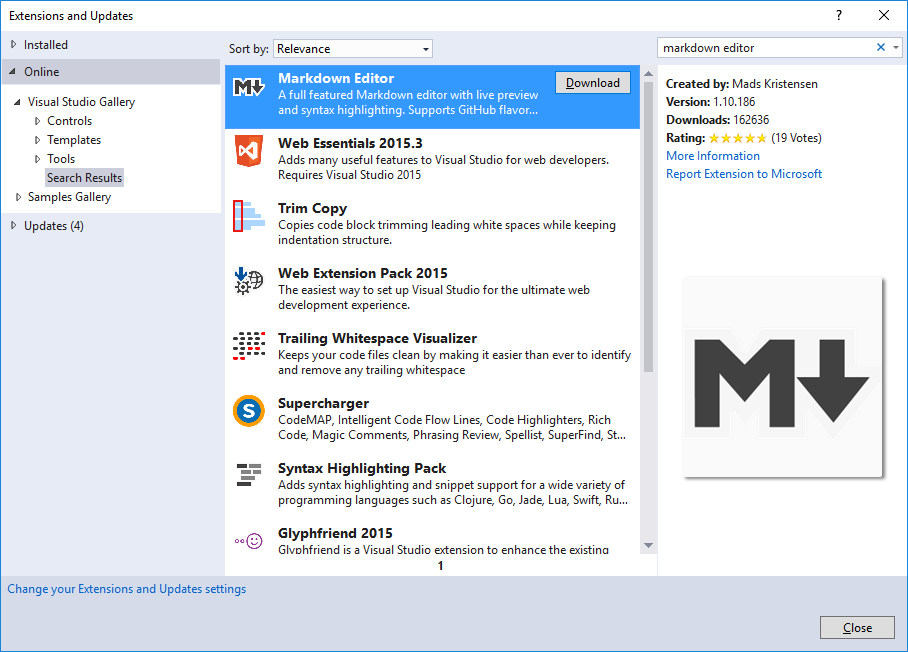 Extensions and Updates
Installed
Online
Visual Studio Gallery
Controls
Templates
Tools
Search Results
Samples Gallery
Updates (4)
Sort by: Relevance
Markdown Editor
Download
A full featured Markdown editor with live preview
and syntax highlighting. Supports GitHub flavor...
Web Essentials 2015.3
Adds many useful features to Visual Studio for web developers.
Requires Visual Studio 2015
Trim Copy
Copies code block trimming leading white spaces while keeping
indentation structure.
Web Extension Pack 2015
The easiest way to set up Visual Studio for the ultimate web
development experience.
Trailing Whitespace Visualizer
Keeps your code files clean by making it easier than ever to identify
and remove any trailing whitespace
S
Supercharger
CodeMAP, Intelligent Code Flow Lines, Code Highlighters, Rich
Code, Magic Comments, Phrasing Review, Spellist, SuperFind, St...
Syntax Highlighting Pack
Adds syntax highlighting and snippet support for a wide variety of
programming languages such as Clojure, Go, Jade, Lua, Swift, Ru...
Glyphfriend 2015
Glyphfriend is a Visual Studio extension to enhance the existing
1
markdown editor
Created by: Mads Kristensen
Version: 1.10.186
Downloads: 162636
Rating: (19 Votes)
More Information
Report Extension to Microsoft
M
Change your Extensions and Updates settings
Close